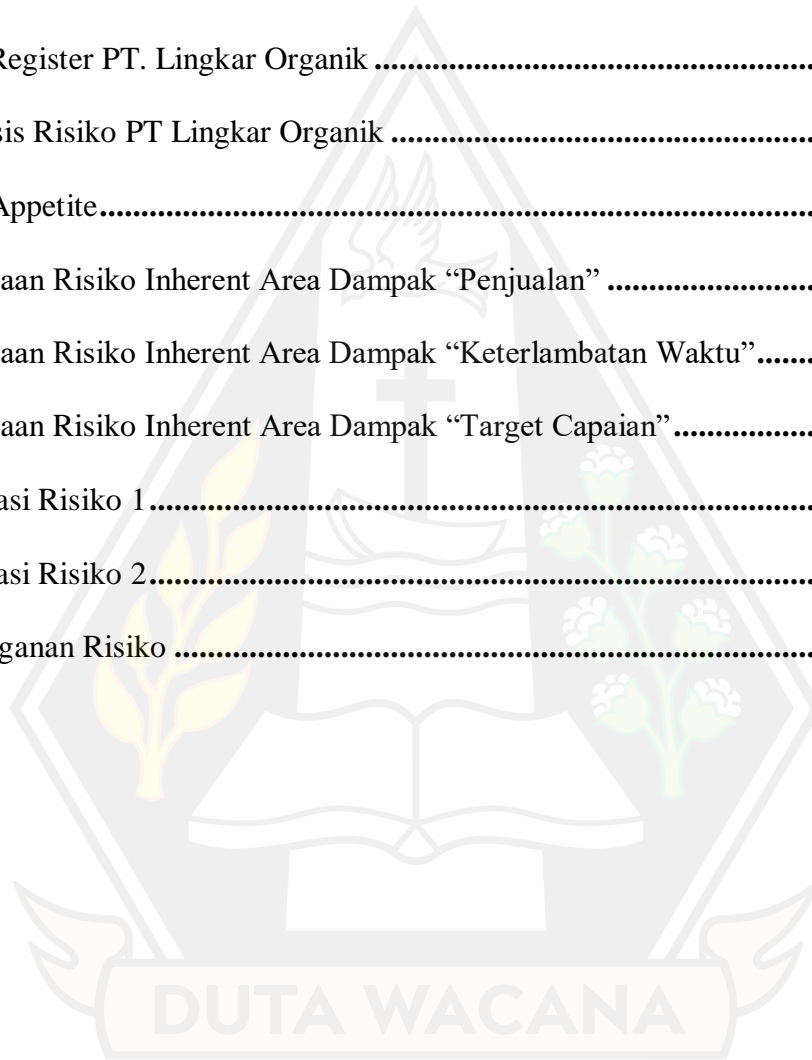 Register PT. Lingkar Organik ..........................................................
sis Risiko PT Lingkar Organik ........................................................
Appetite...........................................................................................
aan Risiko Inherent Area Dampak “Penjualan” ..........................
aan Risiko Inherent Area Dampak “Keterlambatan Waktu”.......
aan Risiko Inherent Area Dampak “Target Capaian”..................
asi Risiko 1.....................................................................................
asi Risiko 2.....................................................................................
ganan Risiko ..................................................................................
DUTA WACANA